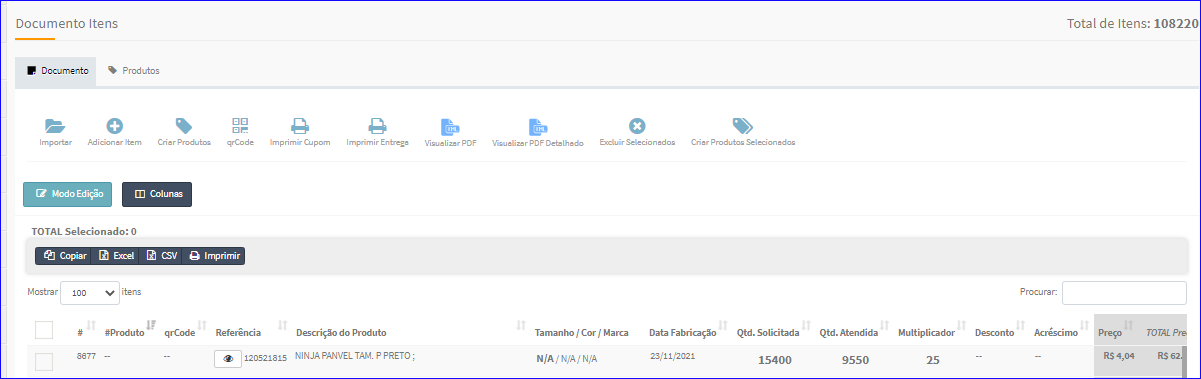 Documento Itens
Total de Itens: 108220
Documento
Produtos
Importar
Adicionar Item
Criar Produtos
qrCode
Imprimir Cupom
Imprimir Entrega
Visualizar PDF
Visualizar PDF Detalhado
Excluir Selecionados
Criar Produtos Selecionados
Modo Edição
Colunas
TOTAL Selecionado: 0
Copiar
Excel
CSV
Imprimir
Mostrar 100 itens
Procurar:
# #Produto qrCode Referência Descrição do Produto Tamanho / Cor / Marca Data Fabricação Qtd. Solicitada Qtd. Atendida Multiplicador Desconto Acréscimo Preço TOTAL
8677 -- -- 120521815 NINJA PANVEL TAM. P PRETO ; N/A / N/A / N/A 23/11/2021 15400 9550 25 -- -- R$ 4,04 R$ 62.